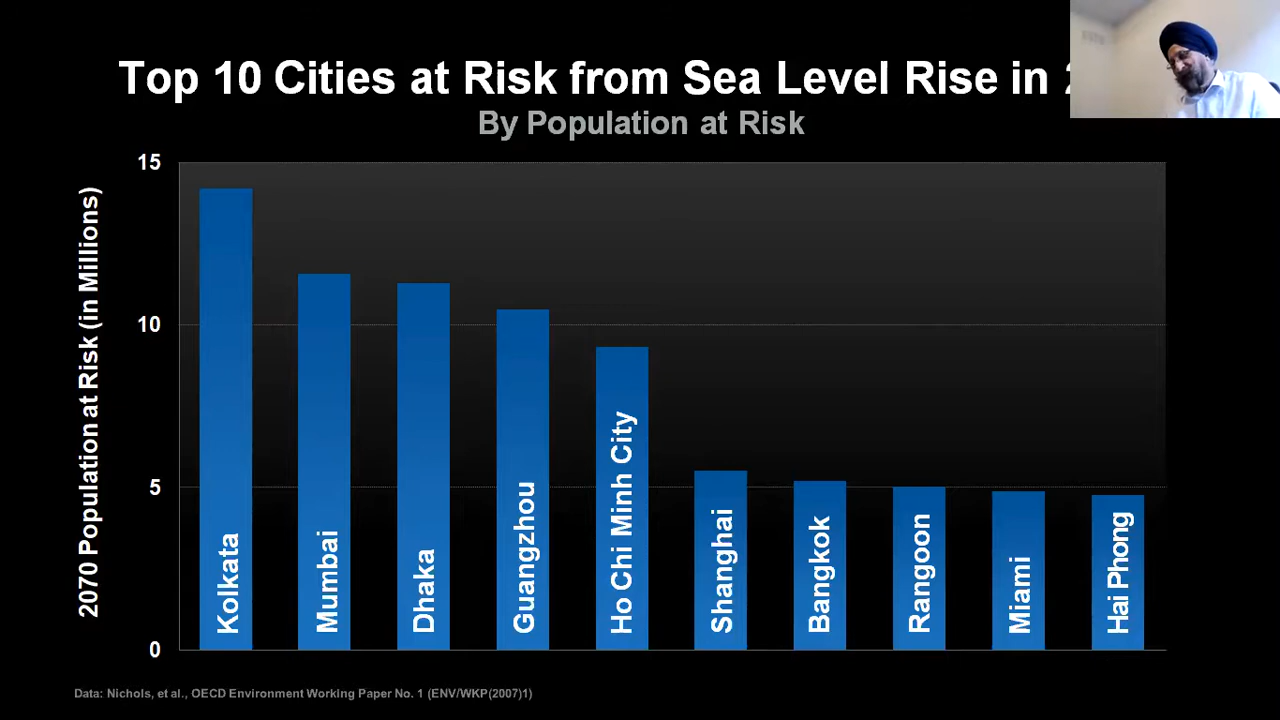 Top 10 Cities at Risk from Sea Level Rise in
By Population at Risk
2070 Population at Risk (in Millions)
15
10
5
0
Kolkata
Mumbai
Dhaka
Guangzhou
Ho Chi Minh City
Shanghai
Bangkok
Rangoon
Miami
Hai Phong
Data: Nichols, et al., OECD Environment Working Paper No. 1 (ENV/WKP(2007)1)